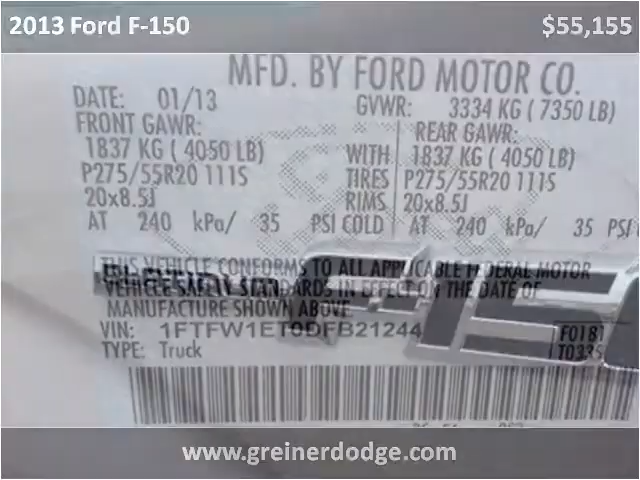 2013 Ford F-150 $55,155
MFD. BY FORD MOTOR CO.
DATE: 01/13 GVWR: 3334 KG ( 7350 LB)
FRONT GAWR: REAR GAWR:
1837 KG ( 4050 LB) WITH 1837 KG ( 4050 LB)
P275/55R20 111S TIRES P275/55R20 111S
20x8.5J RIMS 20x8.5J
AT 240 kPa/ 35 PSI COLD AT 240 kPa/ 35 PSI
THIS VEHICLE CONFORMS TO ALL APPLICABLE FEDERAL MOTOR
VEHICLE SAFETY STANDARDS IN EFFECT ON THE DATE OF
MANUFACTURE SHOWN ABOVE
VIN: 1FTFW1ET0DFB21244 F0181
TYPE: Truck T0335
F-150
www.greinerdodge.com